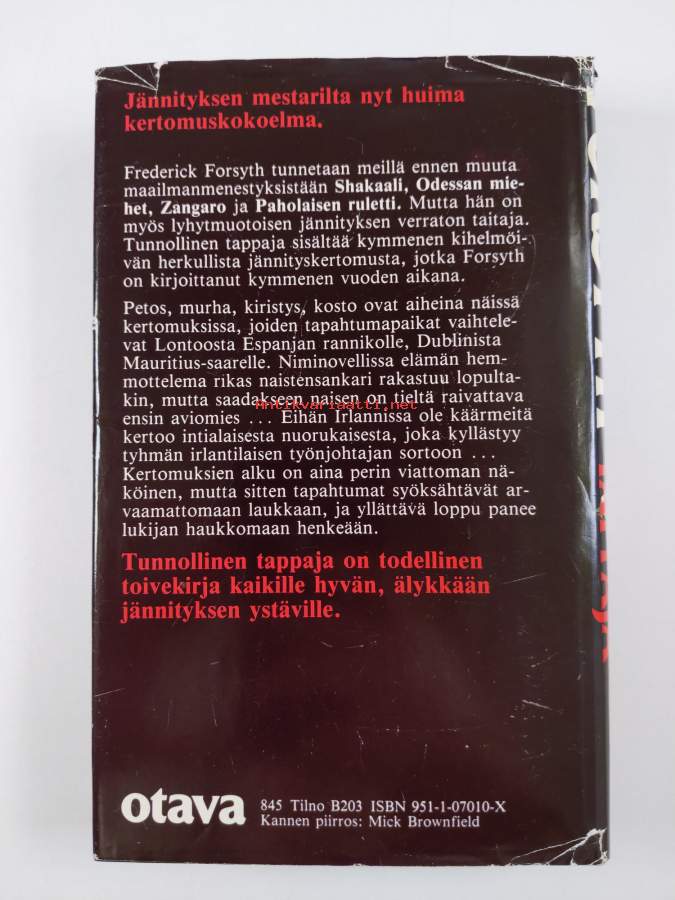 Jännityksen mestarilta nyt huima
kertomuskokoelma.
Frederick Forsyth tunnetaan meillä ennen muuta
maailmanmenestyksistään Shakaali, Odessan mie-
het, Zangaro ja Paholaisen ruletti. Mutta hän on
myös lyhytmuotoisen jännityksen verraton taitaja.
Tunnollinen tappaja sisältää kymmenen kihelmöi-
vän herkullista jännityskertomusta, jotka Forsyth
on kirjoittanut kymmenen vuoden aikana.
Petos, murha, kiristys, kosto ovat aiheina näissä
kertomuksissa, joiden tapahtumapaikat vaihtele-
vat Lontoosta Espanjan rannikolle, Dublinista
Mauritius-saarelle. Niminovellissa elämän hem-
mottelema rikas naistensankari rakastuu lopulta-
kin, mutta saadakseen naisen on tieltä raivattava
Antikvariaatti.net
ensin aviomies ... Eihän Irlannissa ole käärmeitä
kertoo intialaisesta nuorukaisesta, joka kyllästyy
tyhmän irlantilaisen työnjohtajan sortoon ...
Kertomuksien alku on aina perin viattoman nä-
köinen, mutta sitten tapahtumat syöksähtävät ar-
vaamattomaan laukkaan, ja yllättävä loppu panee
lukijan haukkomaan henkeään.
Tunnollinen tappaja on todellinen
toivekirja kaikille hyvän, älykkään
jännityksen ystäville.
otava
845 Tilno B203 ISBN 951-1-07010-X
Kannen piirros: Mick Brownfield